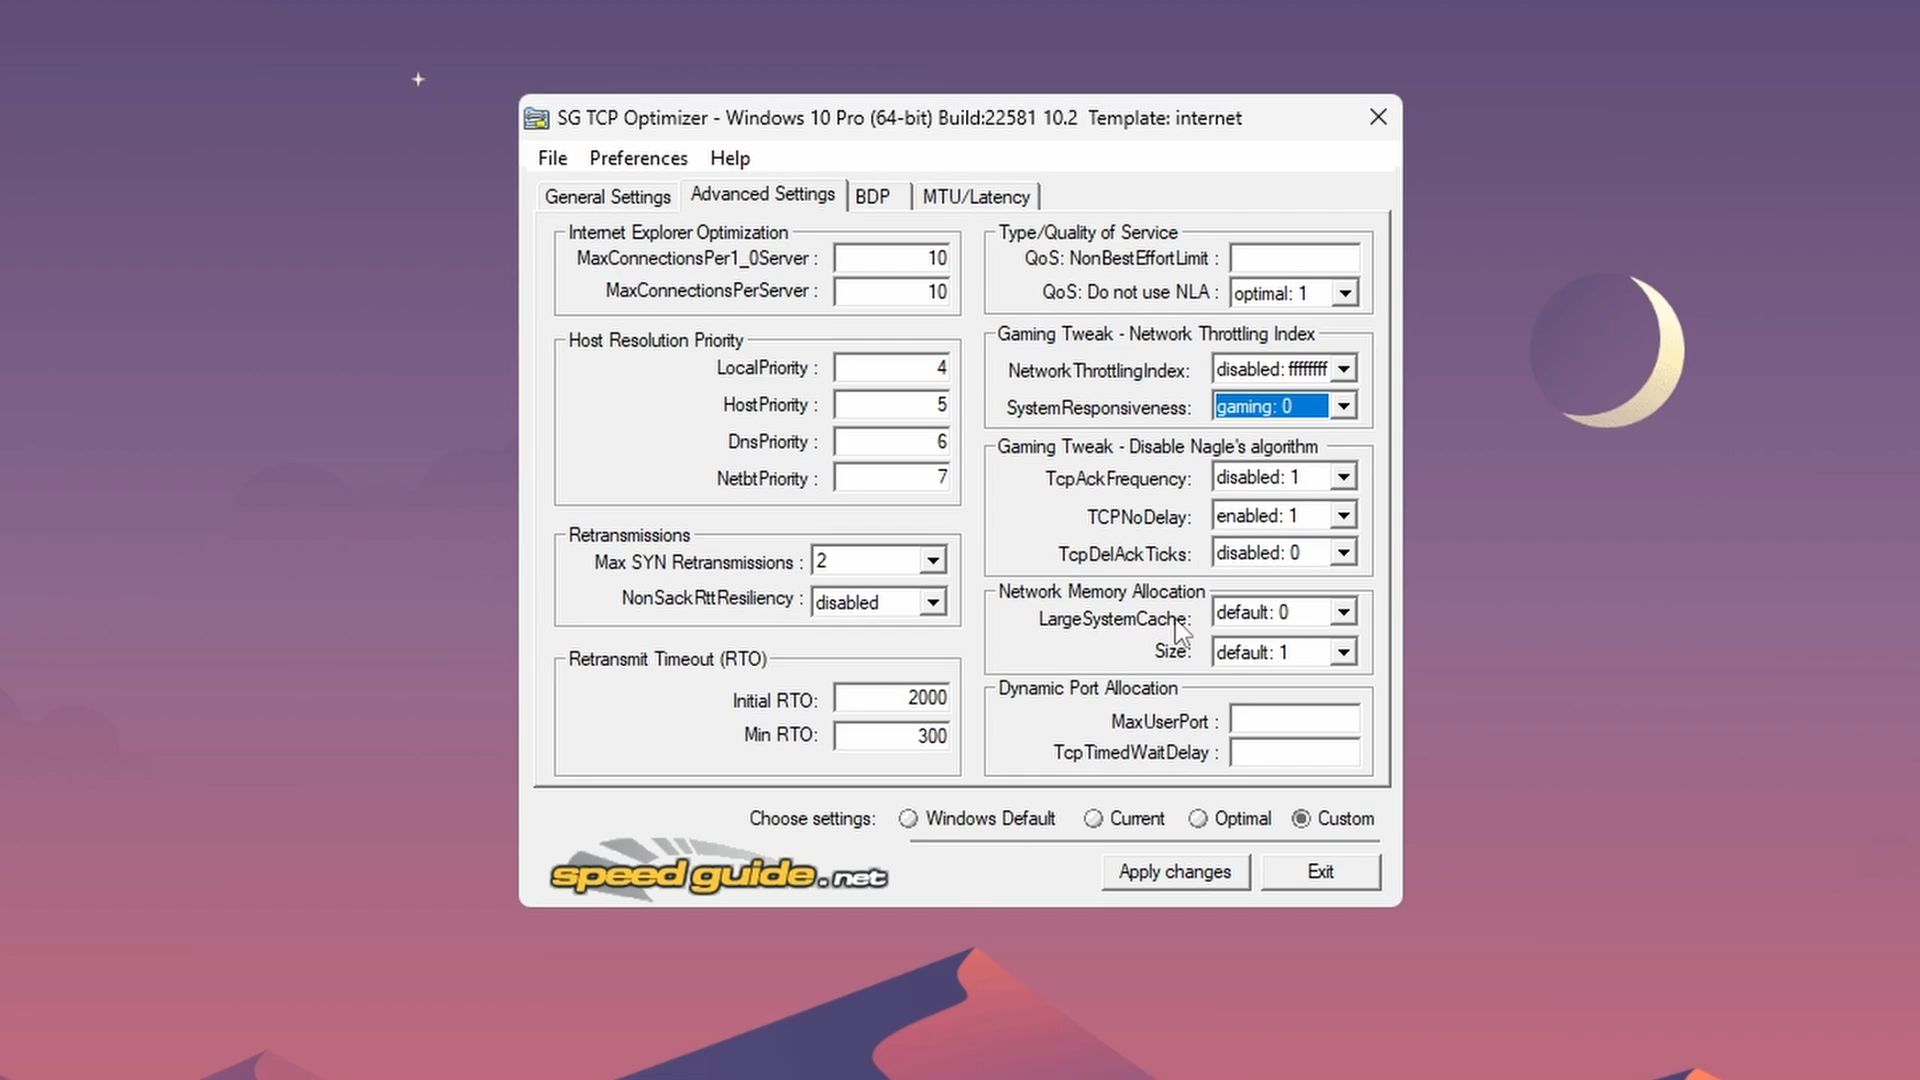 SG TCP Optimizer - Windows 10 Pro (64-bit) Build:22581 10.2 Template: internet
File Preferences Help
General Settings Advanced Settings BDP MTU/Latency
Internet Explorer Optimization
MaxConnectionsPer1_0Server : 10
MaxConnectionsPerServer : 10
Host Resolution Priority
LocalPriority : 4
HostPriority : 5
DnsPriority : 6
NetbtPriority : 7
Retransmissions
Max SYN Retransmissions : 2
NonSackRttResiliency : disabled
Retransmit Timeout (RTO)
Initial RTO: 2000
Min RTO: 300
Type/Quality of Service
QoS: NonBestEffortLimit :
QoS: Do not use NLA : optimal: 1
Gaming Tweak - Network Throttling Index
NetworkThrottlingIndex: disabled: ffffffff
SystemResponsiveness: gaming: 0
Gaming Tweak - Disable Nagle's algorithm
TcpAckFrequency: disabled: 1
TCPNoDelay: enabled: 1
TcpDelAckTicks: disabled: 0
Network Memory Allocation
LargeSystemCache: default: 0
Size: default: 1
Dynamic Port Allocation
MaxUserPort :
TcpTimedWaitDelay :
Choose settings: Windows Default Current Optimal Custom
speed guide.net
Apply changes Exit